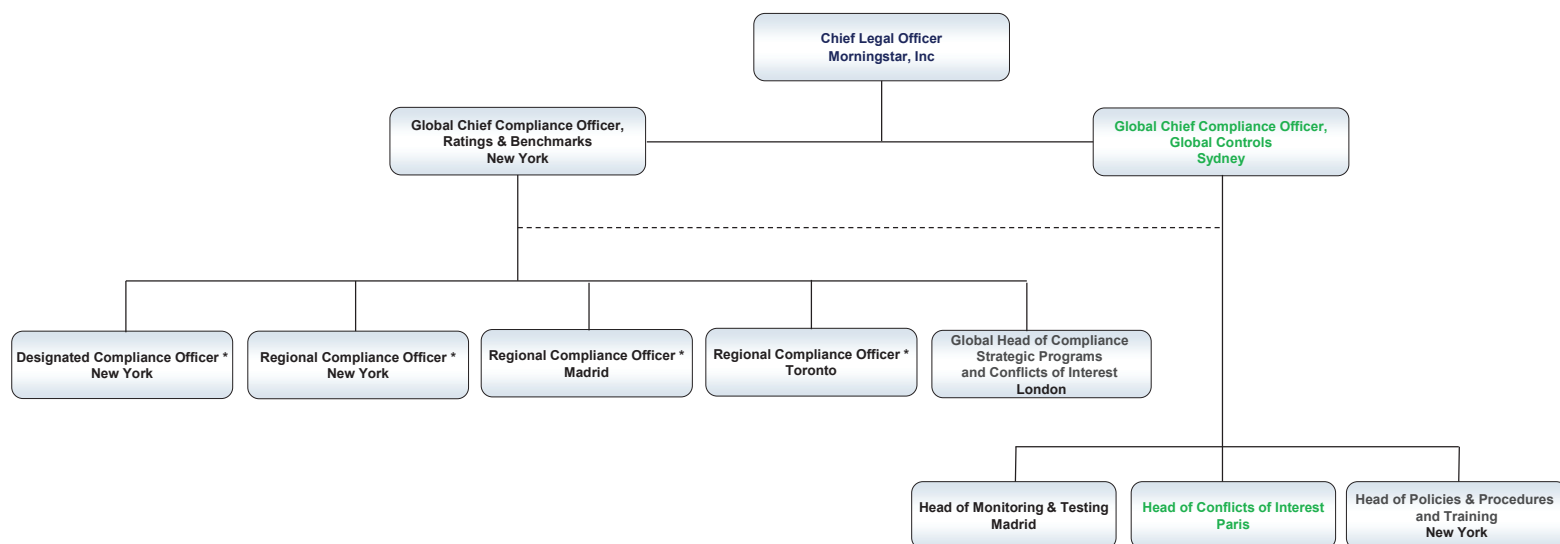 Chief Legal Officer
Morningstar, Inc
Global Chief Compliance Officer,
Ratings & Benchmarks
New York
Global Chief Compliance Officer,
Global Controls
Sydney
Designated Compliance Officer *
New York
Regional Compliance Officer *
New York
Regional Compliance Officer *
Madrid
Regional Compliance Officer *
Toronto
Global Head of Compliance
Strategic Programs
and Conflicts of Interest
London
Head of Monitoring & Testing
Madrid
Head of Conflicts of Interest
Paris
Head of Policies & Procedures
and Training
New York